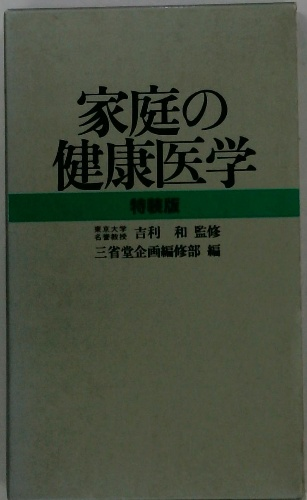 家庭の
健康医学
特装版
東京大学
名誉教授 吉利 和 監修
三省堂企画編修部 編